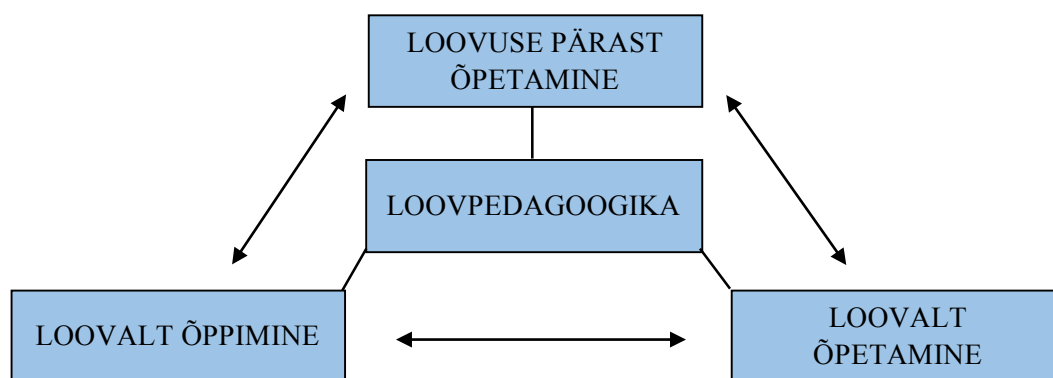 LOOVUSE PÄRAST
ÕPETAMINE
LOOVPEDAGOOGIKA
LOOVALT ÕPPIMINE
LOOVALT
ÕPETAMINE